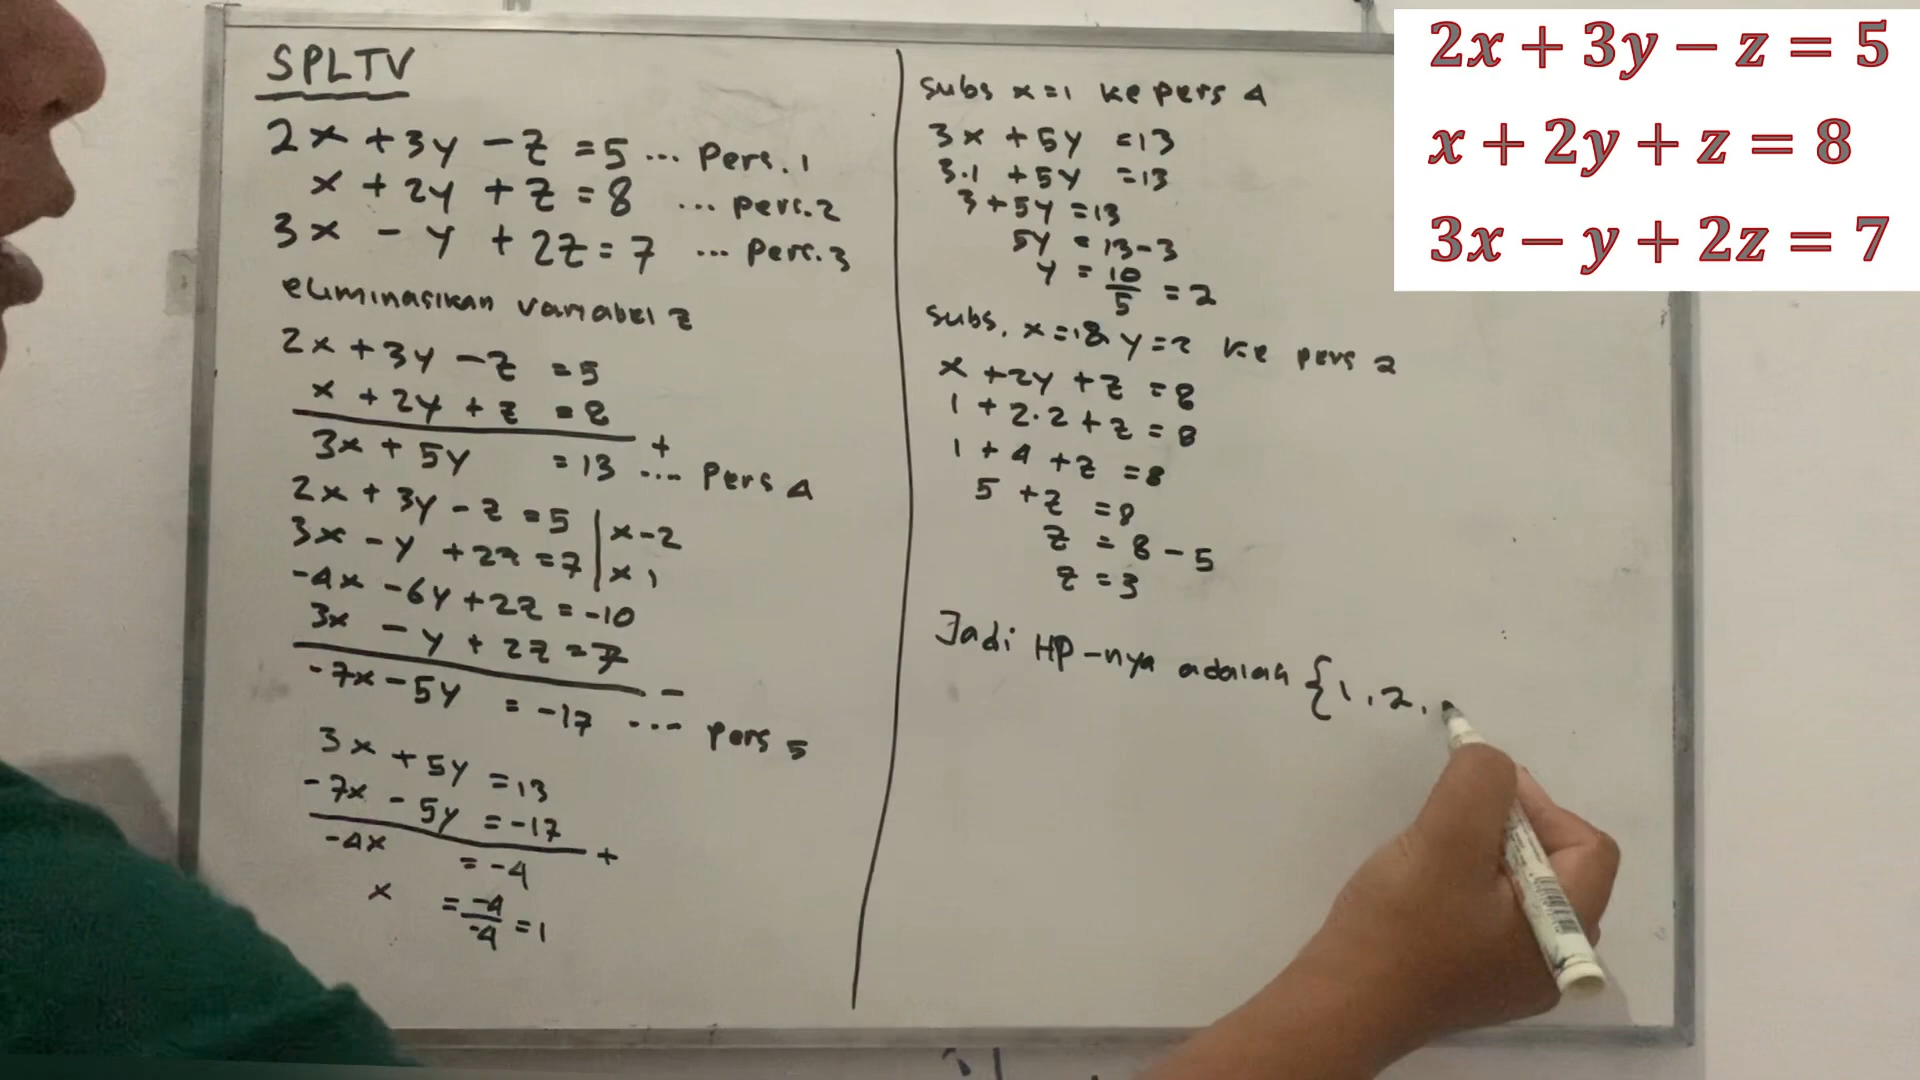 SPLTV
2x + 3y - z = 5 ... Pers. 1
x + 2y + z = 8 ... pers. 2
3x - y + 2z = 7 ... Pers. 3
eliminasikan variabel z
2x + 3y - z = 5
x + 2y + z = 8
+
3x + 5y = 13 .... Pers 4
2x + 3y - z = 5 | x -2
3x - y + 2z = 7 | x 1
-4x - 6y + 2z = -10
3x - y + 2z = 7
-
-7x - 5y = -17 .... pers 5
3x + 5y = 13
-7x - 5y = -17
+
-4x = -4
x = -4/-4 = 1
subs x = 1 ke pers 4
3x + 5y = 13
3.1 + 5y = 13
3 + 5y = 13
5y = 13 - 3
y = 10/5 = 2
subs. x = 1 & y = 2 ke pers 2
x + 2y + z = 8
1 + 2.2 + z = 8
1 + 4 + z = 8
5 + z = 8
z = 8 - 5
z = 3
Jadi HP-nya adalah {1, 2,
2x + 3y − z = 5
x + 2y + z = 8
3x − y + 2z = 7